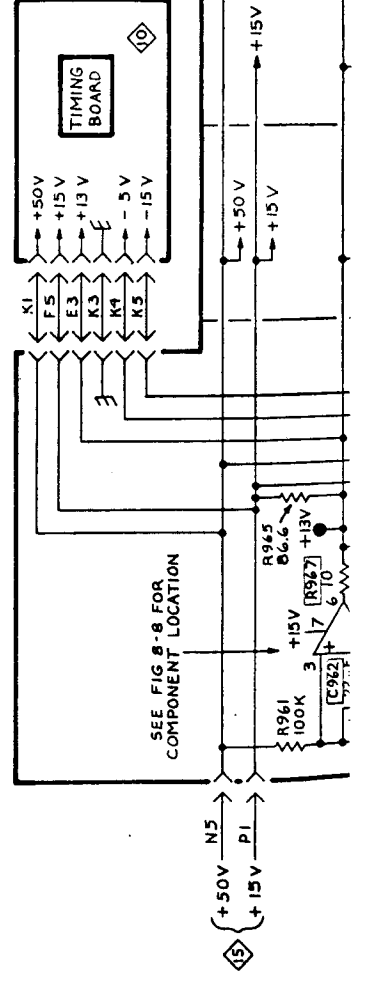 10
TIMING
BOARD
+50V
+15V
+13V
-5V
-15V
K1
F5
E3
K3
K4
K5
+50V
+15V
+15V
SEE FIG 8-8 FOR
COMPONENT LOCATION
R965
86.6
+13V
R967
10
+15V
3
7
6
+
C962
R961
100K
N5
P1
+50V
+15V
15